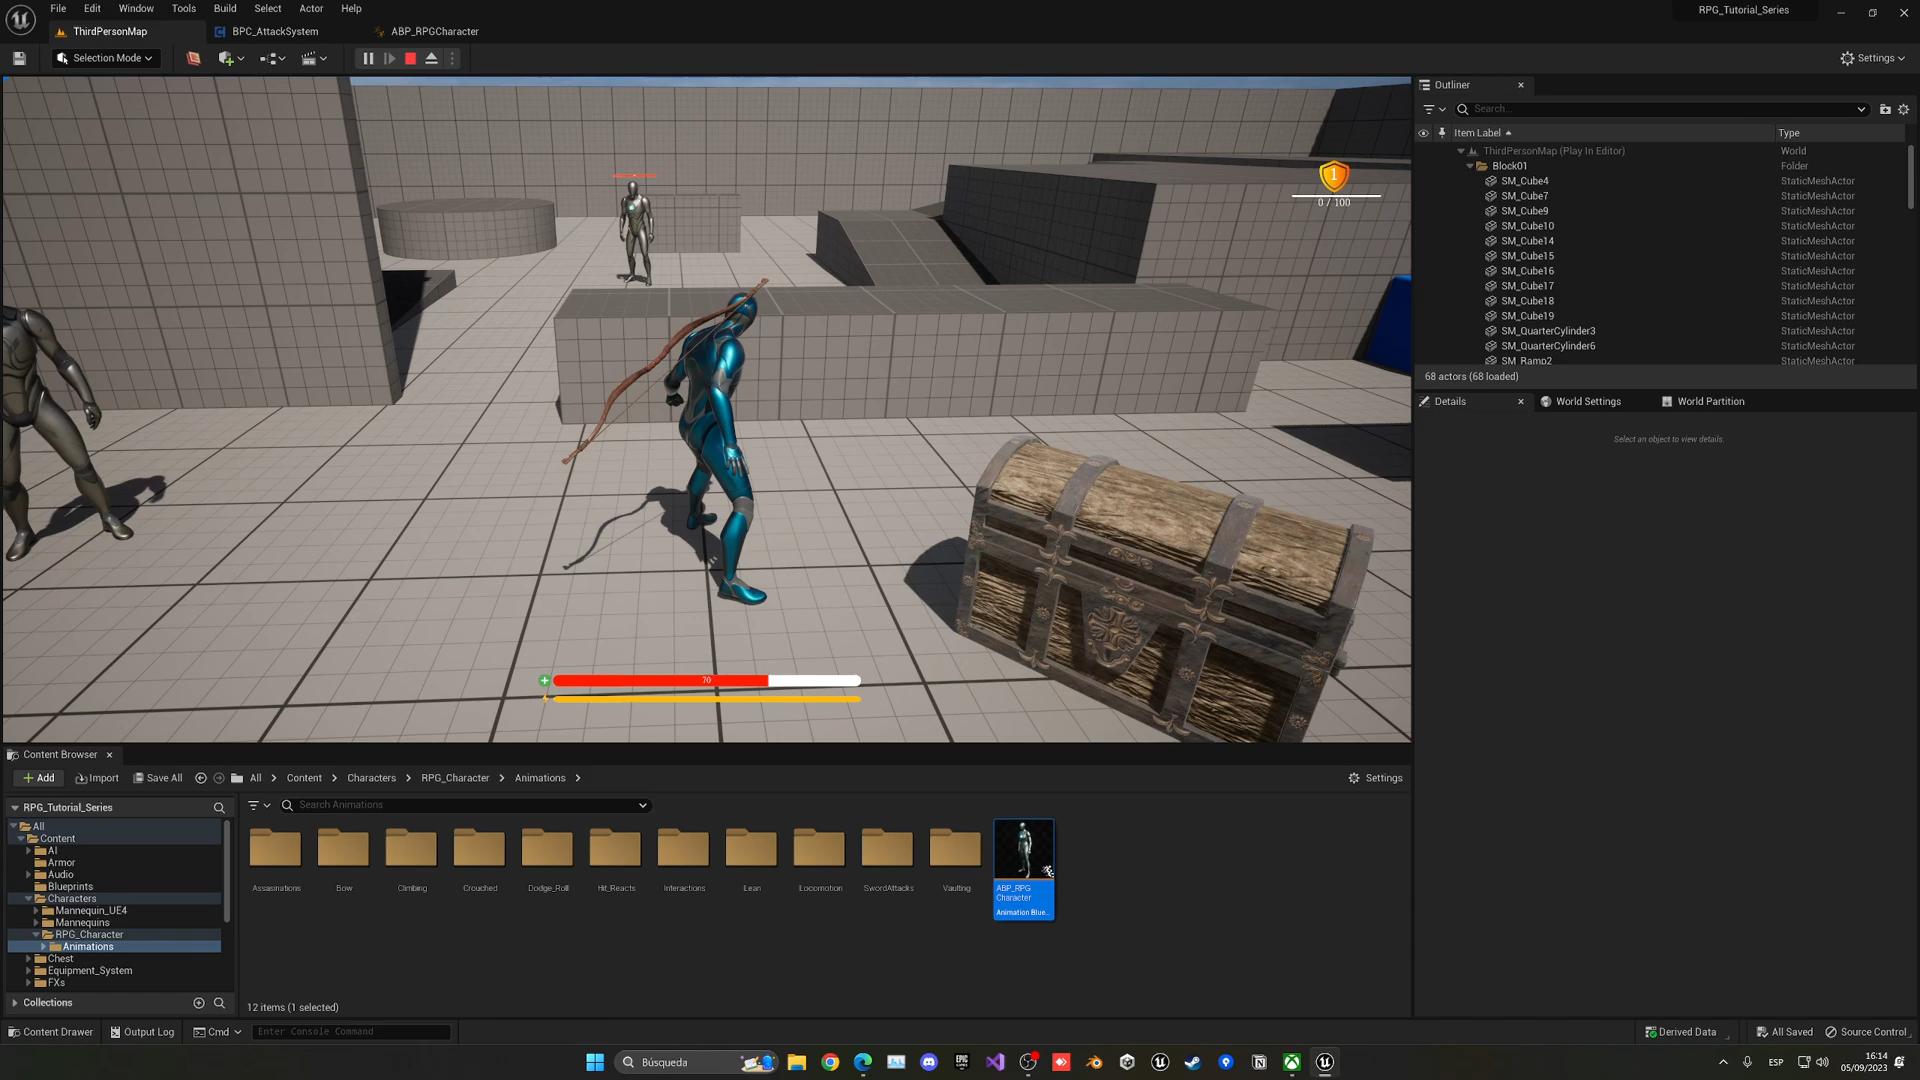 File Edit Window Tools Build Select Actor Help
RPG_Tutorial_Series
ThirdPersonMap
BPC_AttackSystem
ABP_RPGCharacter
Selection Mode
Settings
1
0 / 100
70
Outliner
Search...
Item Label
Type
ThirdPersonMap (Play In Editor) World
Block01 Folder
SM_Cube4 StaticMeshActor
SM_Cube7 StaticMeshActor
SM_Cube9 StaticMeshActor
SM_Cube10 StaticMeshActor
SM_Cube14 StaticMeshActor
SM_Cube15 StaticMeshActor
SM_Cube16 StaticMeshActor
SM_Cube17 StaticMeshActor
SM_Cube18 StaticMeshActor
SM_Cube19 StaticMeshActor
SM_QuarterCylinder3 StaticMeshActor
SM_QuarterCylinder6 StaticMeshActor
SM_Ramp2 StaticMeshActor
68 actors (68 loaded)
Details
World Settings
World Partition
Select an object to view details.
Content Browser
Add
Import
Save All
All
Content
Characters
RPG_Character
Animations
Settings
RPG_Tutorial_Series
All
Content
AI
Armor
Audio
Blueprints
Characters
Mannequin_UE4
Mannequins
RPG_Character
Animations
Chest
Equipment_System
FXs
Collections
Search Animations
Assasinations
Bow
Climbing
Crouched
Dodge_Roll
Hit_Reacts
Interactions
Lean
Locomotion
SwordAttacks
Vaulting
ABP_RPG
Character
Animation Blue...
12 items (1 selected)
Content Drawer
Output Log
Cmd
Enter Console Command
Derived Data
All Saved
Source Control
Búsqueda
ESP
16:14
05/09/2023